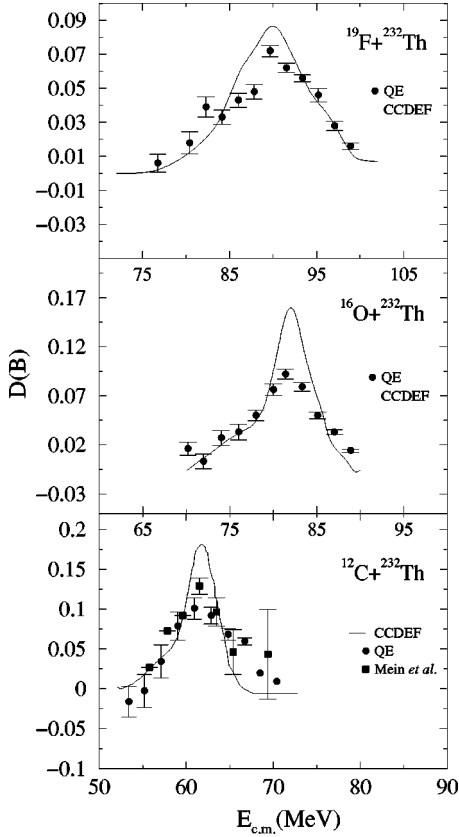 0.09
0.07
0.05
0.03
0.01
−0.01
−0.03
¹⁹F+²³²Th
QE
CCDEF
75
85
95
105
0.17
0.12
0.07
0.02
−0.03
¹⁶O+²³²Th
QE
CCDEF
65
75
85
95
D(B)
0.2
0.15
0.1
0.05
0
−0.05
−0.1
¹²C+²³²Th
CCDEF
QE
Mein et al.
50
60
70
80
90
E_c.m. (MeV)